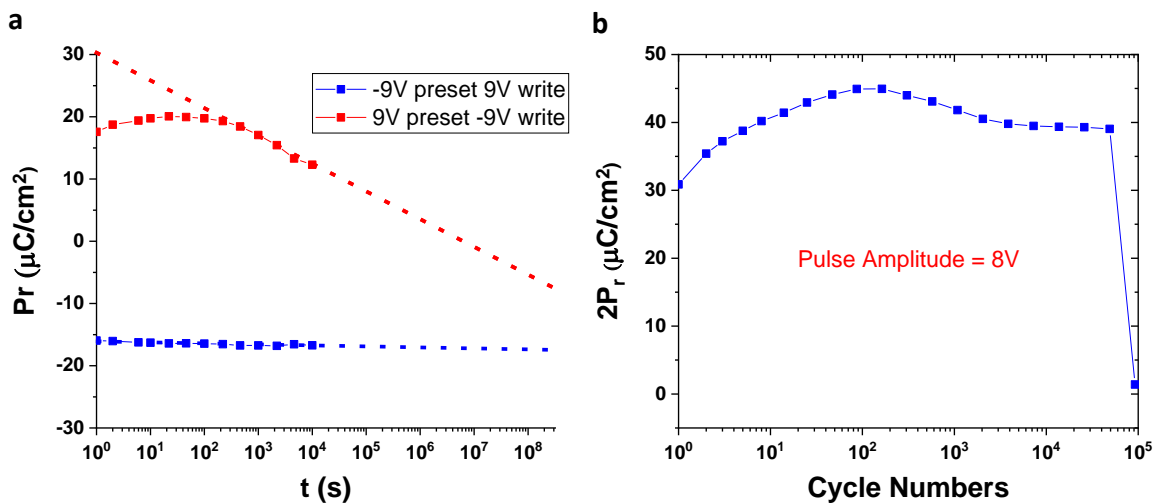 a
30
20
10
0
-10
-20
-30
Pr (μC/cm²)
-9V preset 9V write
9V preset -9V write
10⁰ 10¹ 10² 10³ 10⁴ 10⁵ 10⁶ 10⁷ 10⁸
t (s)
b
50
40
30
20
10
0
2Pᵣ (μC/cm²)
Pulse Amplitude = 8V
10⁰ 10¹ 10² 10³ 10⁴ 10⁵
Cycle Numbers